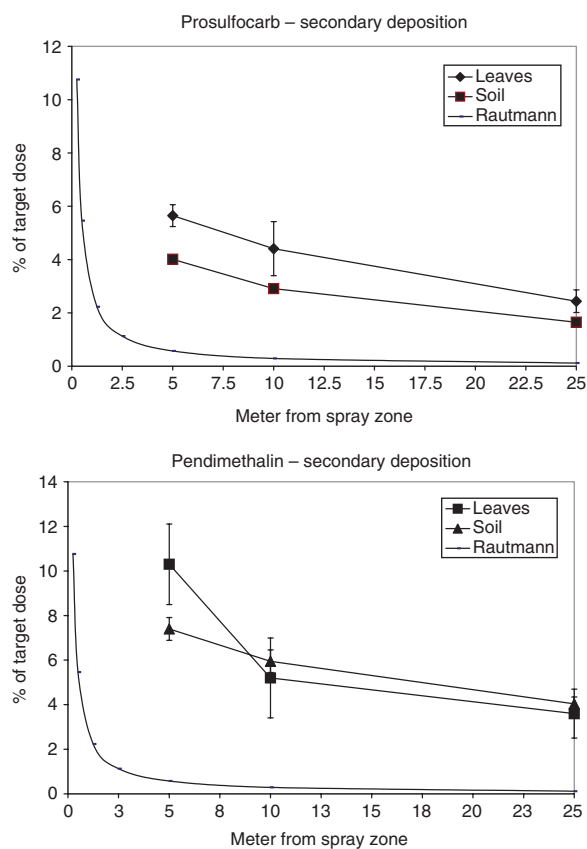 Prosulfocarb – secondary deposition
12
10
8
6
4
2
0
% of target dose
Leaves
Soil
Rautmann
0 2.5 5 7.5 10 12.5 15 17.5 20 22.5 25
Meter from spray zone
Pendimethalin – secondary deposition
14
12
10
8
6
4
2
0
% of target dose
Leaves
Soil
Rautmann
0 3 5 8 10 13 15 18 20 23 25
Meter from spray zone